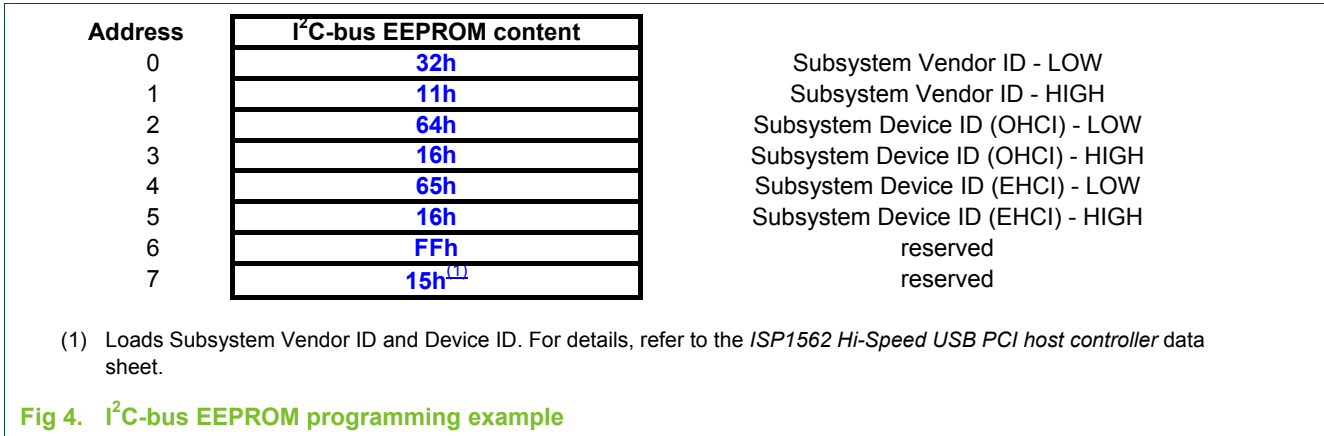 Address I²C-bus EEPROM content
0 32h Subsystem Vendor ID - LOW
1 11h Subsystem Vendor ID - HIGH
2 64h Subsystem Device ID (OHCI) - LOW
3 16h Subsystem Device ID (OHCI) - HIGH
4 65h Subsystem Device ID (EHCI) - LOW
5 16h Subsystem Device ID (EHCI) - HIGH
6 FFh reserved
7 15h(1) reserved
(1) Loads Subsystem Vendor ID and Device ID. For details, refer to the ISP1562 Hi-Speed USB PCI host controller data
sheet.
Fig 4. I²C-bus EEPROM programming example